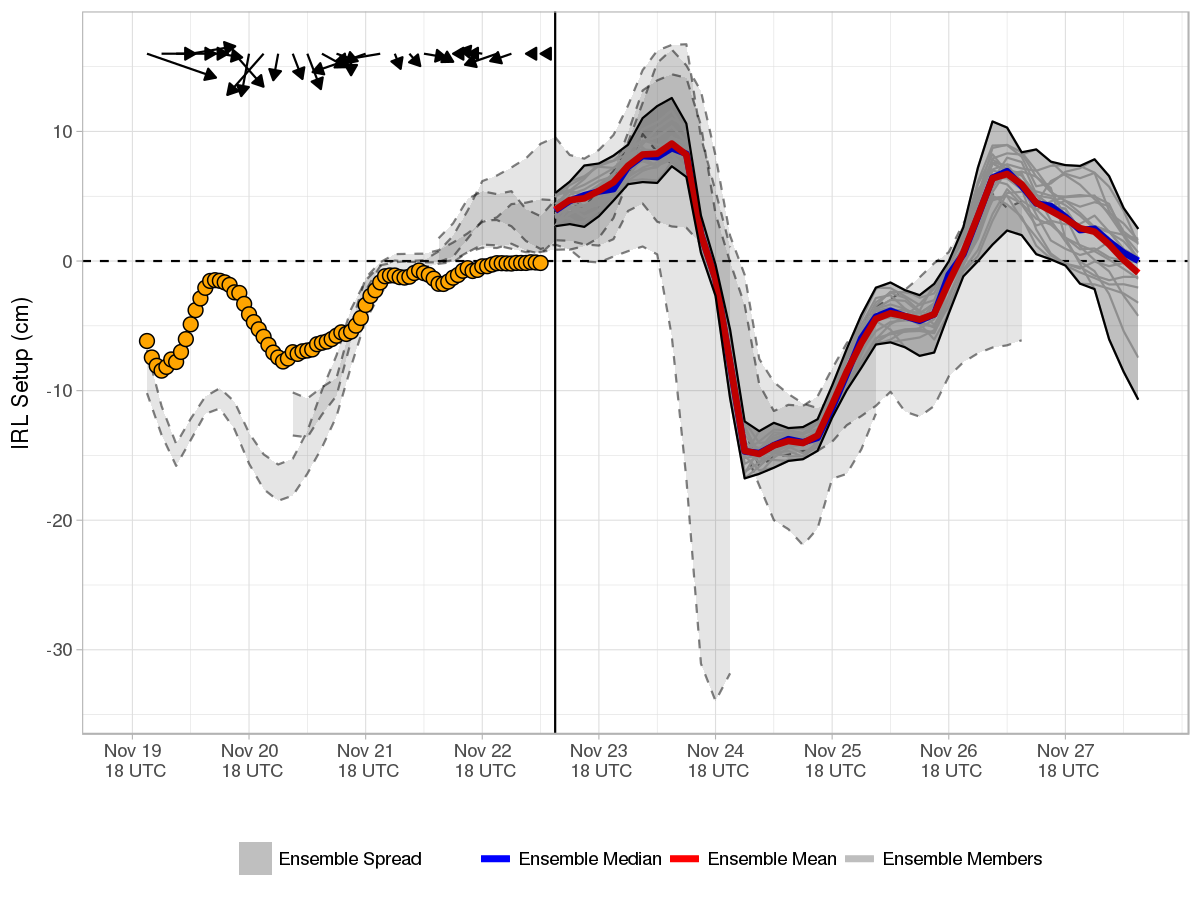 IRL Setup (cm)
10
0
-10
-20
-30
Nov 19 Nov 20 Nov 21 Nov 22 Nov 23 Nov 24 Nov 25 Nov 26 Nov 27
18 UTC 18 UTC 18 UTC 18 UTC 18 UTC 18 UTC 18 UTC 18 UTC 18 UTC
Ensemble Spread Ensemble Median Ensemble Mean Ensemble Members